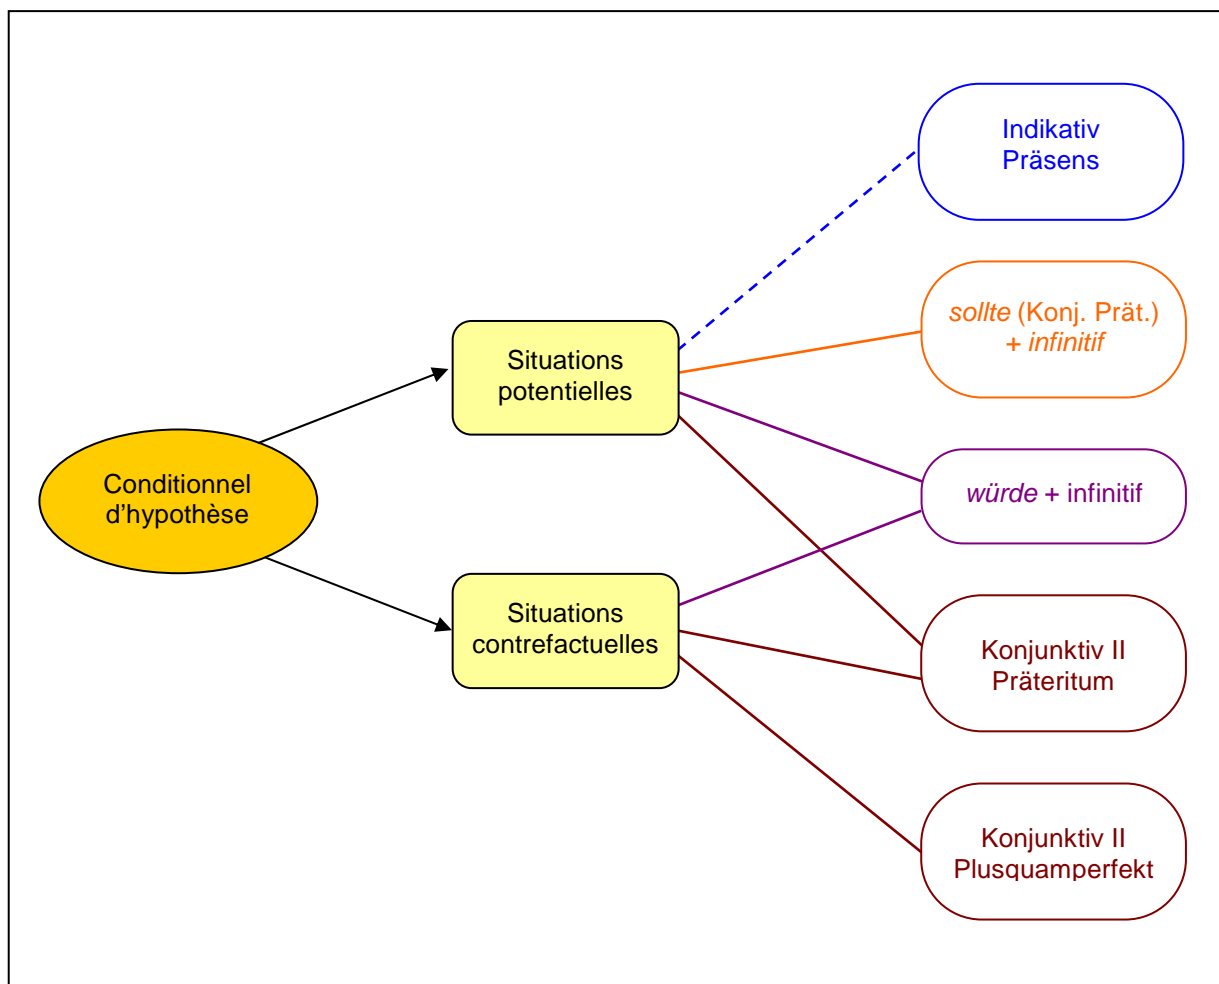 Indikativ
Präsens
sollte (Konj. Prät.)
+ infinitif
Situations
potentielles
Conditionnel
d'hypothèse
würde + infinitif
Situations
contrefactuelles
Konjunktiv II
Präteritum
Konjunktiv II
Plusquamperfekt